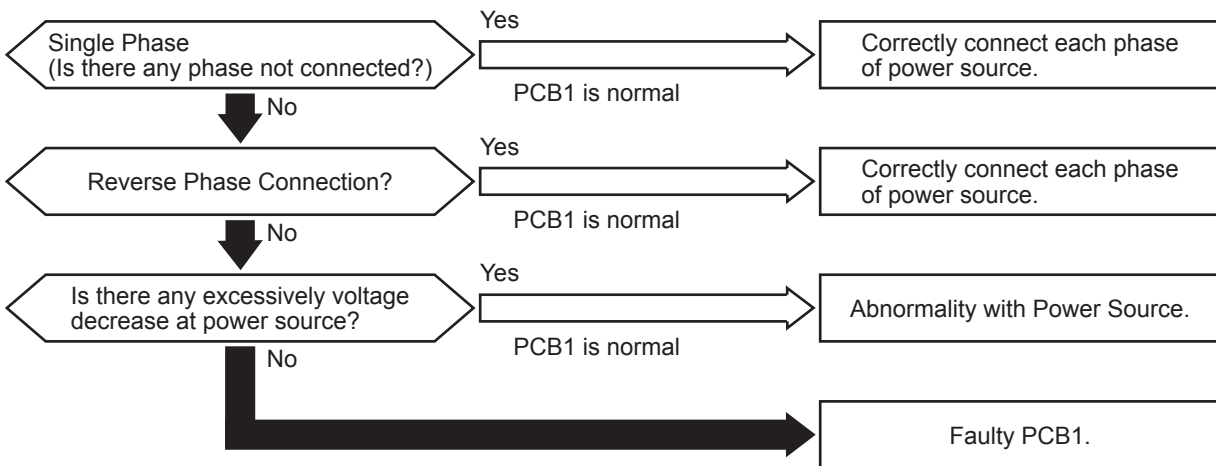 Single Phase
(Is there any phase not connected?)
Yes
PCB1 is normal
Correctly connect each phase
of power source.
No
Reverse Phase Connection?
Yes
PCB1 is normal
Correctly connect each phase
of power source.
No
Is there any excessively voltage
decrease at power source?
Yes
PCB1 is normal
Abnormality with Power Source.
No
Faulty PCB1.